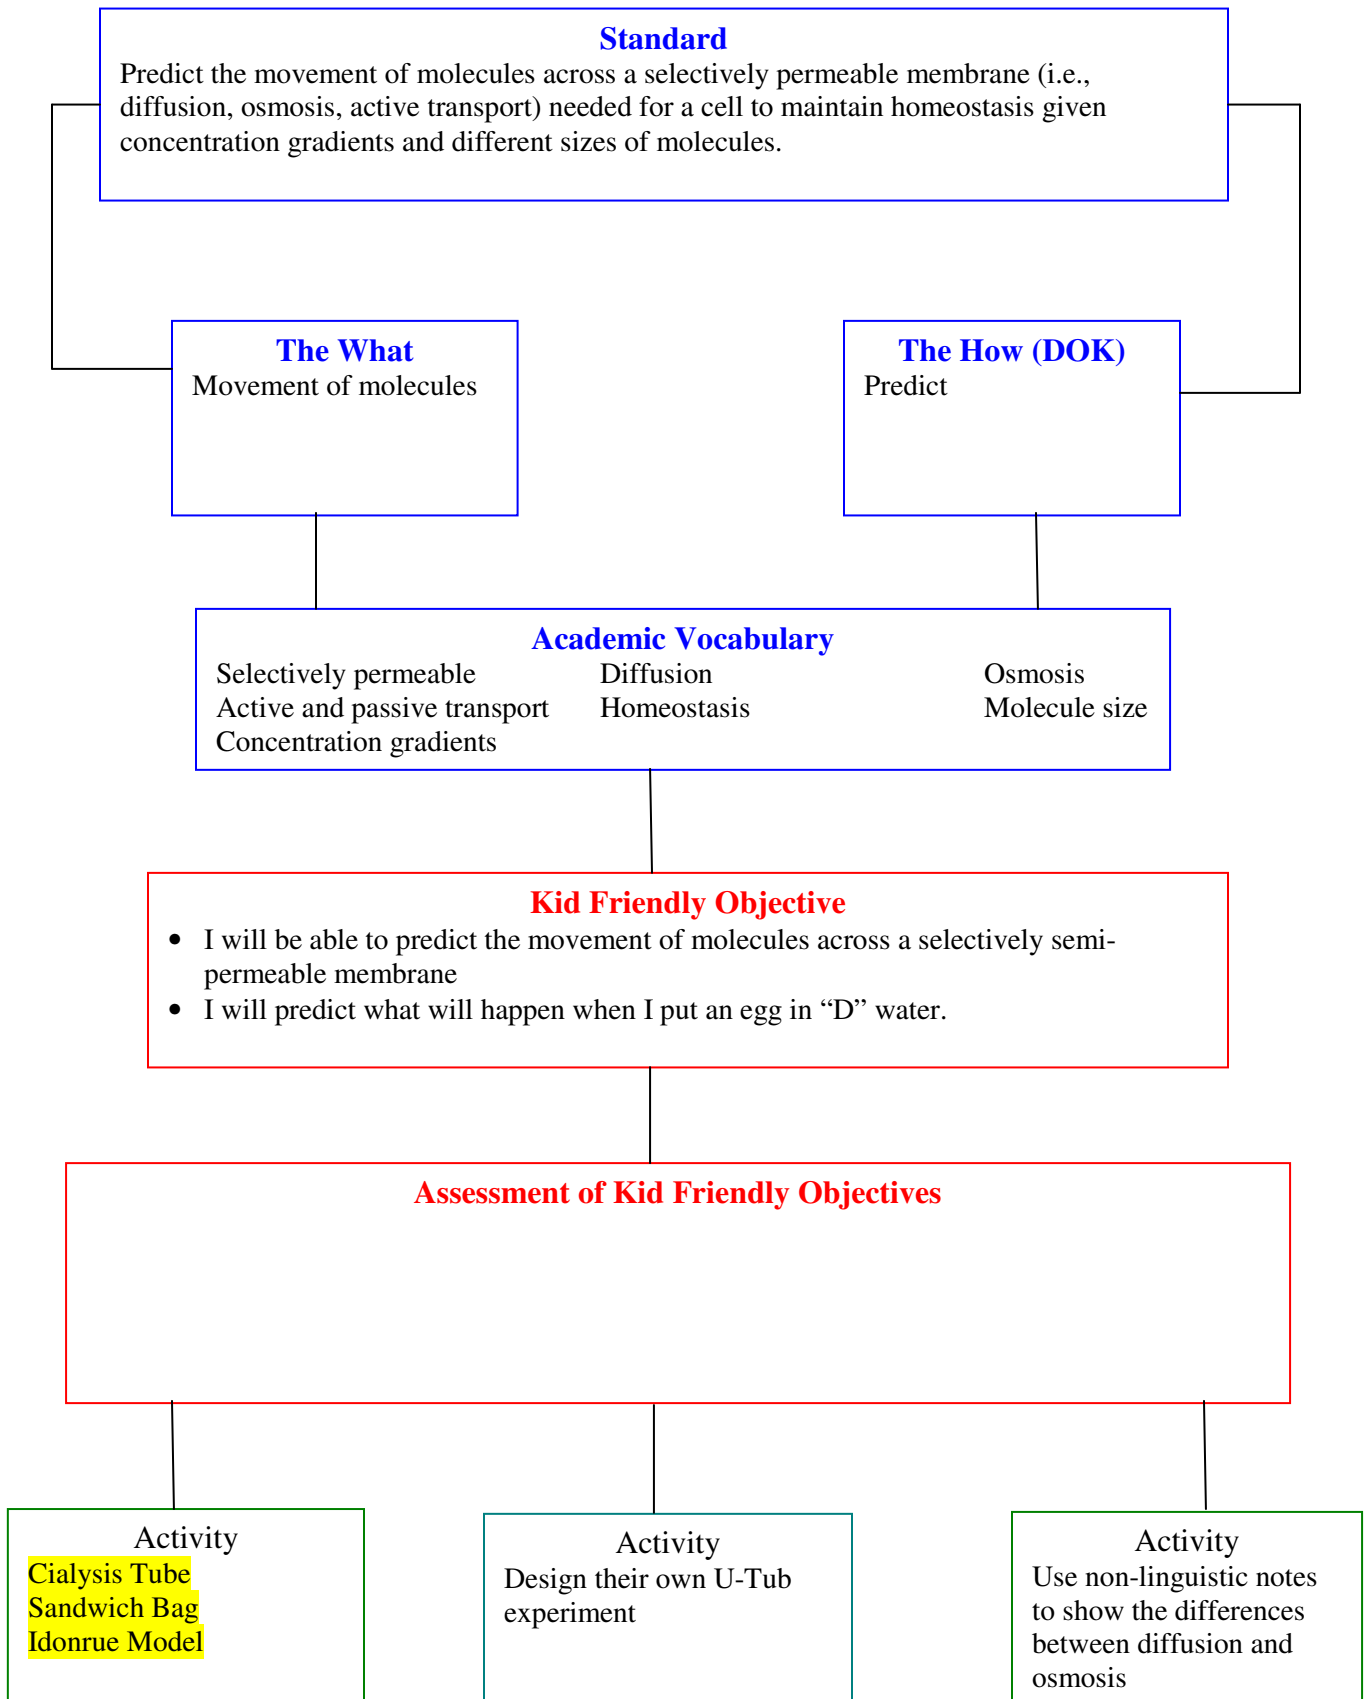 Standard
Predict the movement of molecules across a selectively permeable membrane (i.e.,
diffusion, osmosis, active transport) needed for a cell to maintain homeostasis given
concentration gradients and different sizes of molecules.
The What
Movement of molecules
The How (DOK)
Predict
Academic Vocabulary
Selectively permeable Diffusion Osmosis
Active and passive transport Homeostasis Molecule size
Concentration gradients
Kid Friendly Objective
• I will be able to predict the movement of molecules across a selectively semi-
permeable membrane
• I will predict what will happen when I put an egg in “D” water.
Assessment of Kid Friendly Objectives
Activity
Cialysis Tube
Sandwich Bag
Idonrue Model
Activity
Design their own U-Tub
experiment
Activity
Use non-linguistic notes
to show the differences
between diffusion and
osmosis